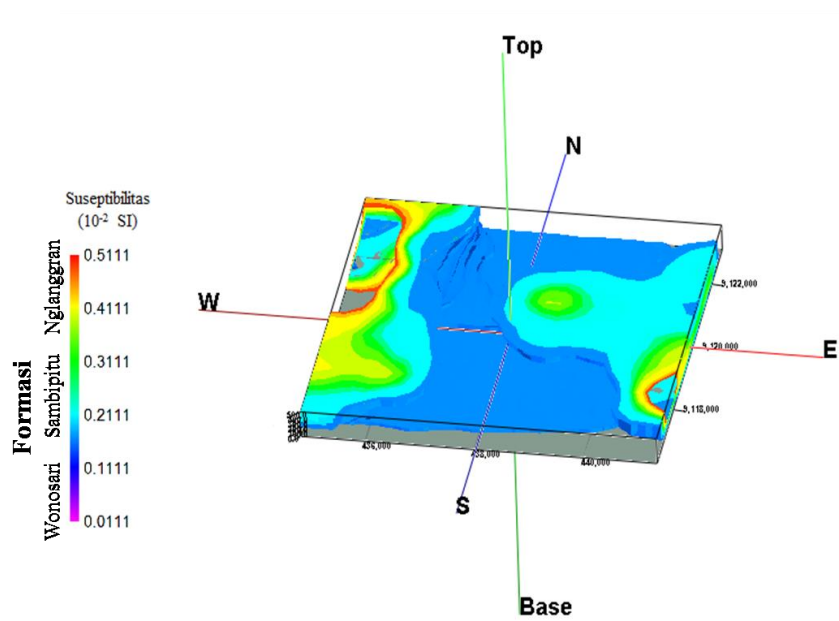 Top
N
Suseptibilitas
(10-2 SI)
0.5111
0.4111
0.3111
0.2111
0.1111
0.0111
Formasi
Wonosari Sambipitu Nglanggran
W
E
S
Base
9,122,000
9,120,000
9,118,000
436,000
438,000
440,000